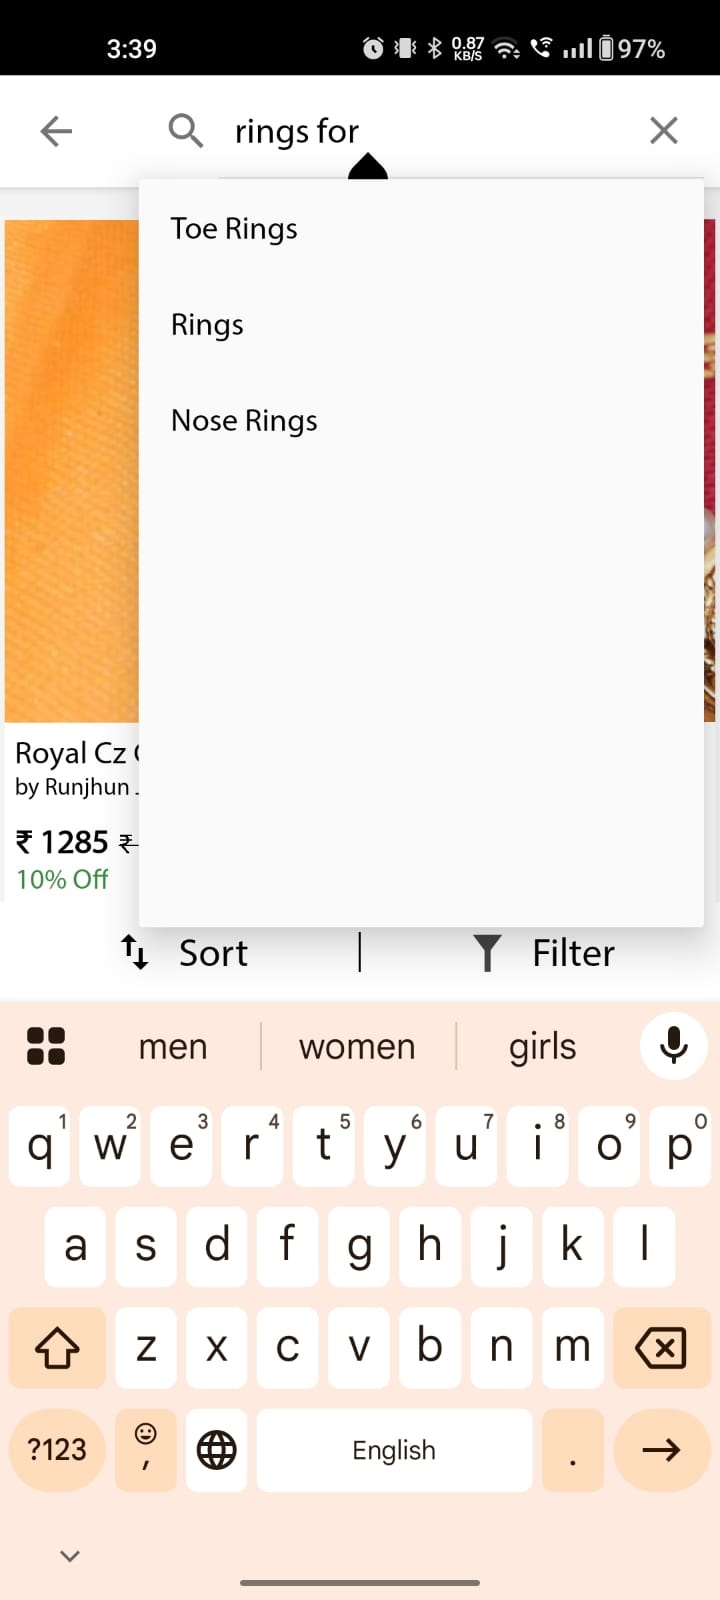 3:39 0.87 KB/S 97%
rings for
Toe Rings
Rings
Nose Rings
Royal Cz
by Runjhun
₹ 1285 ₹
10% Off
Sort | Filter
men women girls
q 1 w 2 e 3 r 4 t 5 y 6 u 7 i 8 o 9 p 0
a s d f g h j k l
z x c v b n m
?123 , English .